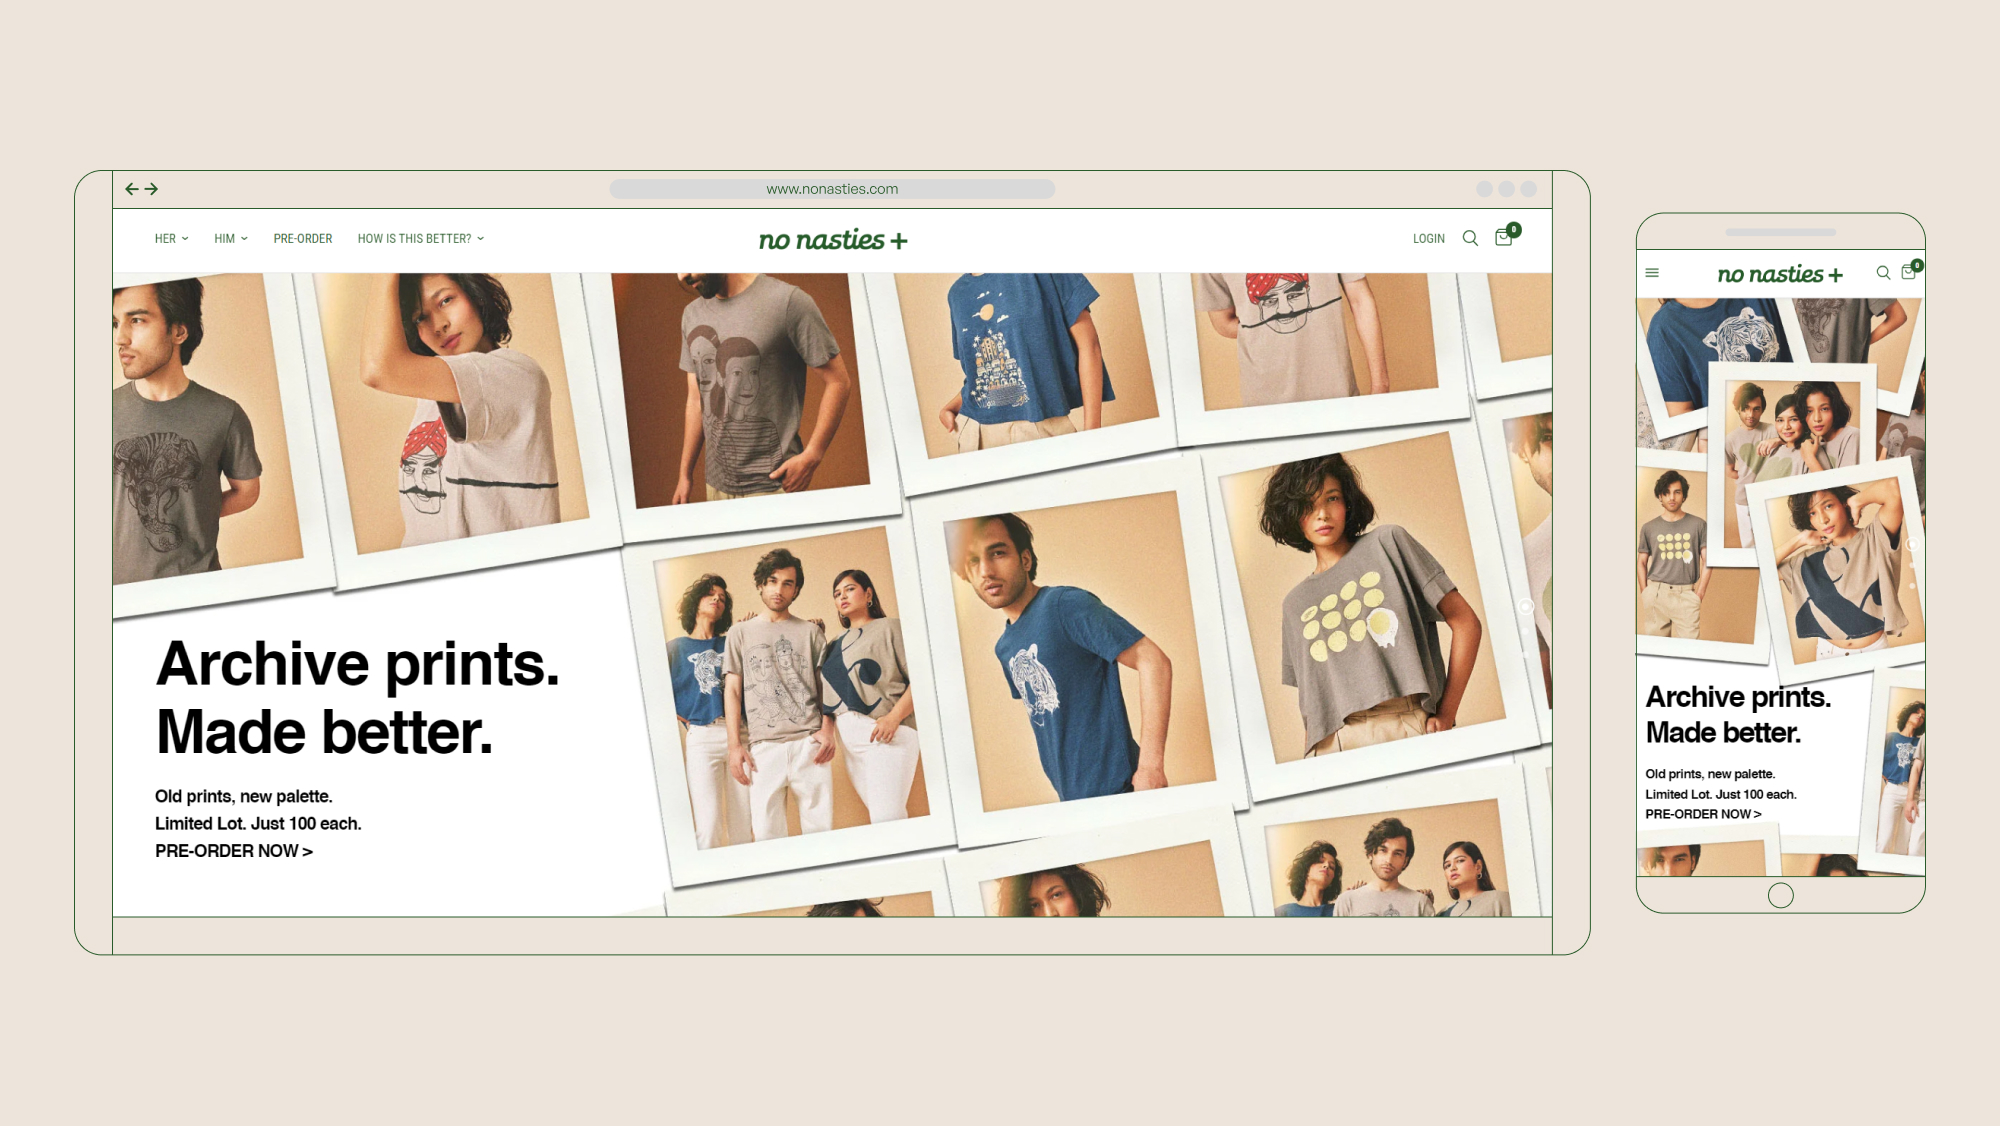 www.nonasties.com
HER
HIM
PRE-ORDER
HOW IS THIS BETTER?
no nasties +
LOGIN
0
Archive prints.
Made better.
Old prints, new palette.
Limited Lot. Just 100 each.
PRE-ORDER NOW >
no nasties +
0
Archive prints.
Made better.
Old prints, new palette.
Limited Lot. Just 100 each.
PRE-ORDER NOW >